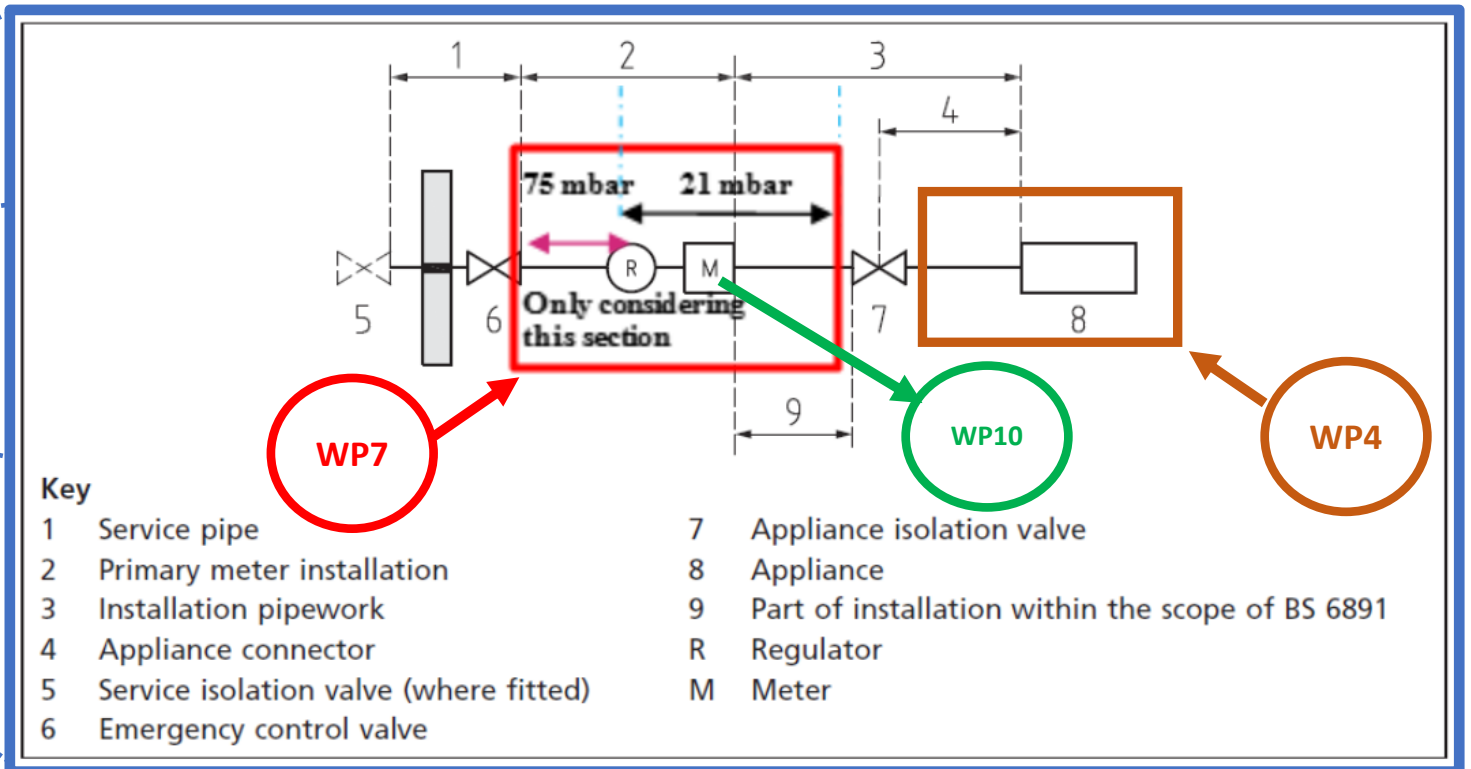 1
2
3
4
75 mbar
21 mbar
R
M
5
6
Only considering
this section
7
8
9
WP7
WP10
WP4
Key
1 Service pipe
2 Primary meter installation
3 Installation pipework
4 Appliance connector
5 Service isolation valve (where fitted)
6 Emergency control valve
7 Appliance isolation valve
8 Appliance
9 Part of installation within the scope of BS 6891
R Regulator
M Meter